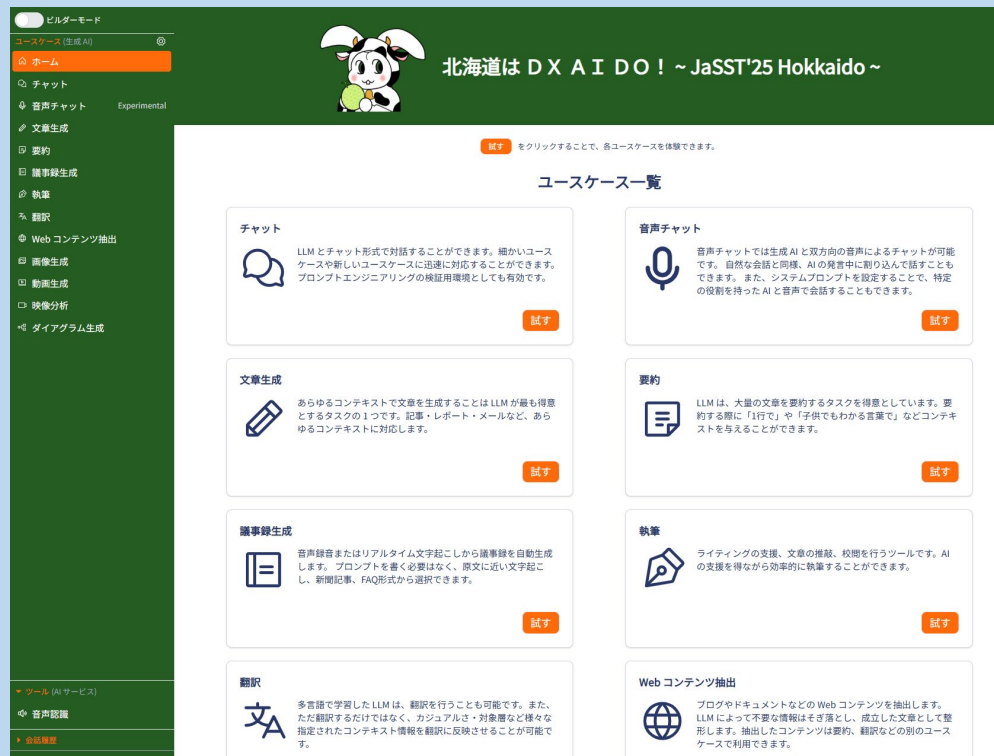 ビルダーモード
ユースケース (生成 AI)
ホーム
チャット
音声チャット Experimental
文章生成
要約
議事録生成
執筆
翻訳
Web コンテンツ抽出
画像生成
動画生成
映像分析
ダイアグラム生成
ツール (AI サービス)
音声認識
会話履歴
北海道は D X A I D O ! ~ JaSST'25 Hokkaido ~
試す をクリックすることで、各ユースケースを体験できます。
ユースケース一覧
チャット
LLM とチャット形式で対話することができます。細かいユース
ケースや新しいユースケースに迅速に対応することができます。
プロンプトエンジニアリングの検証用環境としても有効です。
試す
音声チャット
音声チャットでは生成 AI と双方向の音声によるチャットが可能
です。 自然な会話と同様、AI の発言中に割り込んで話すことも
できます。 また、システムプロンプトを設定することで、特定
の役割を持った AI と音声で会話することもできます。
試す
文章生成
あらゆるコンテキストで文章を生成することは LLM が最も得意
とするタスクの 1 つです。記事・レポート・メールなど、あら
ゆるコンテキストに対応します。
試す
要約
LLM は、大量の文章を要約するタスクを得意としています。要
約する際に「1行で」や「子供でもわかる言葉で」などコンテキ
ストを与えることができます。
試す
議事録生成
音声録音またはリアルタイム文字起こしから議事録を自動生成
します。 プロンプトを書く必要はなく、原文に近い文字起こ
し、新聞記事、FAQ形式から選択できます。
試す
執筆
ライティングの支援、文章の推敲、校閲を行うツールです。AI
の支援を得ながら効率的に執筆することができます。
試す
翻訳
多言語で学習した LLM は、翻訳を行うことも可能です。また、
ただ翻訳するだけではなく、カジュアルさ・対象層など様々な
指定されたコンテキスト情報を翻訳に反映させることが可能で
す。
Web コンテンツ抽出
ブログやドキュメントなどの Web コンテンツを抽出します。
LLM によって不要な情報はそぎ落とし、成立した文章として整
形します。抽出したコンテンツは要約、翻訳などの別のユース
ケースで利用できます。